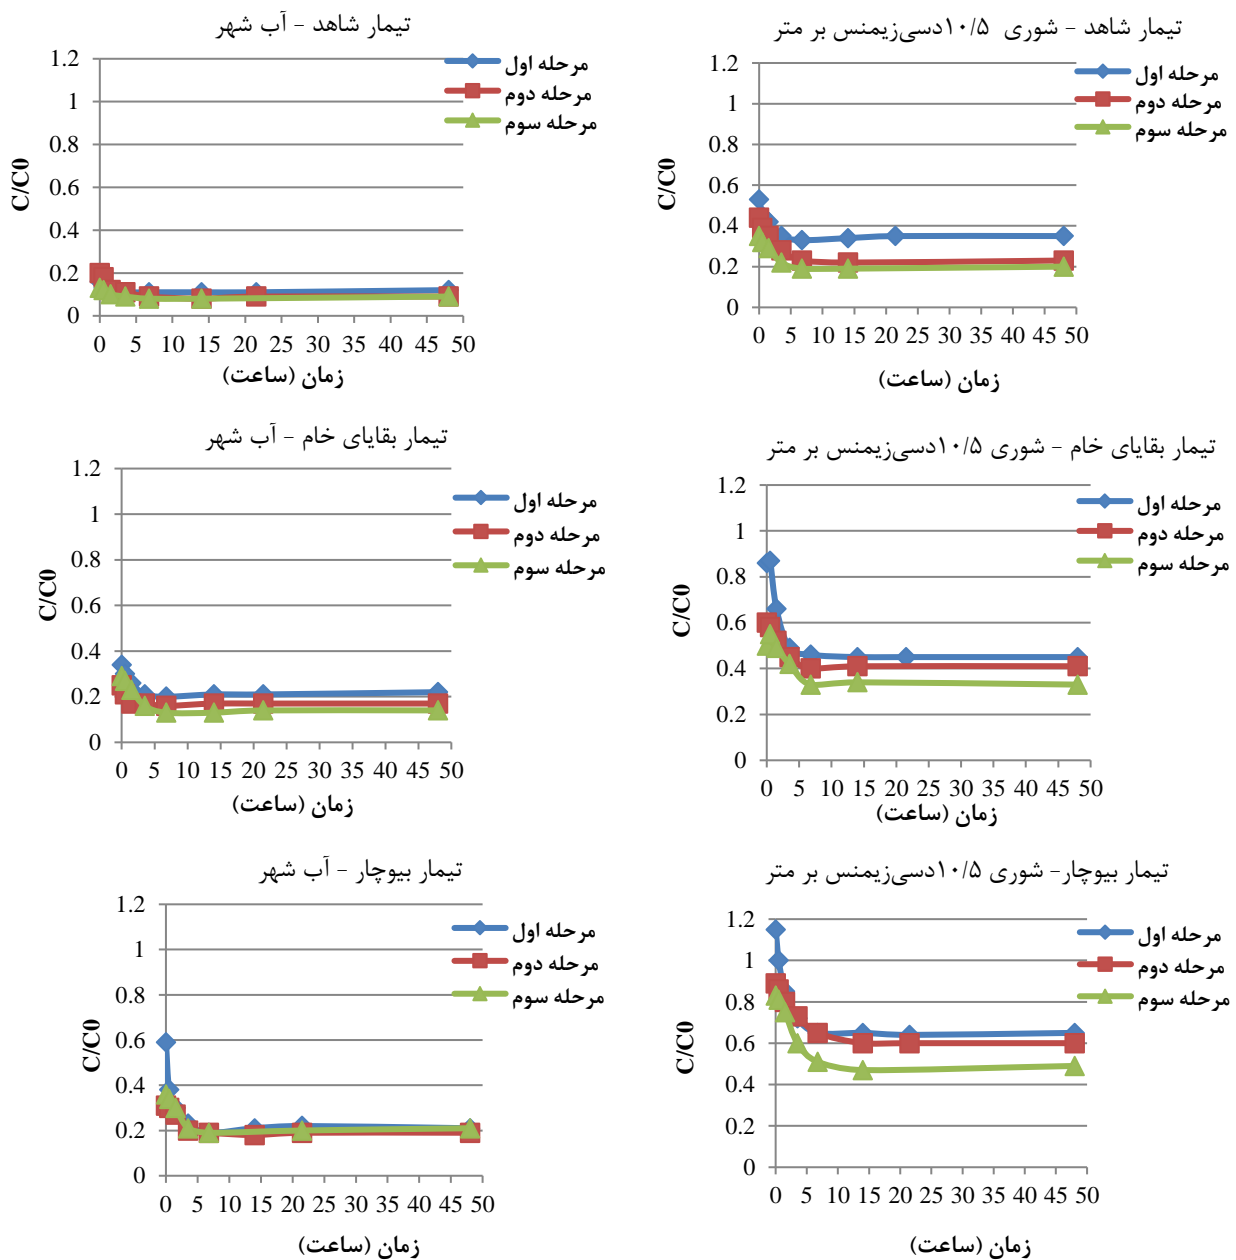 تیمار شاهد - آب شهر
1.2
1
0.8
0.6
0.4
0.2
0
C/C0
مرحله اول
مرحله دوم
مرحله سوم
0 5 10 15 20 25 30 35 40 45 50
زمان (ساعت)
تیمار شاهد - شوری ۱۰/۵دسی‌زیمنس بر متر
1.2
1
0.8
0.6
0.4
0.2
0
C/C0
مرحله اول
مرحله دوم
مرحله سوم
0 5 10 15 20 25 30 35 40 45 50
زمان (ساعت)
تیمار بقایای خام - آب شهر
1.2
1
0.8
0.6
0.4
0.2
0
C/C0
مرحله اول
مرحله دوم
مرحله سوم
0 5 10 15 20 25 30 35 40 45 50
زمان (ساعت)
تیمار بقایای خام - شوری ۱۰/۵دسی‌زیمنس بر متر
1.2
1
0.8
0.6
0.4
0.2
0
C/C0
مرحله اول
مرحله دوم
مرحله سوم
0 5 10 15 20 25 30 35 40 45 50
زمان (ساعت)
تیمار بیوچار - آب شهر
1.2
1
0.8
0.6
0.4
0.2
0
C/C0
مرحله اول
مرحله دوم
مرحله سوم
0 5 10 15 20 25 30 35 40 45 50
زمان (ساعت)
تیمار بیوچار- شوری ۱۰/۵دسی‌زیمنس بر متر
1.2
1
0.8
0.6
0.4
0.2
0
C/C0
مرحله اول
مرحله دوم
مرحله سوم
0 5 10 15 20 25 30 35 40 45 50
زمان (ساعت)